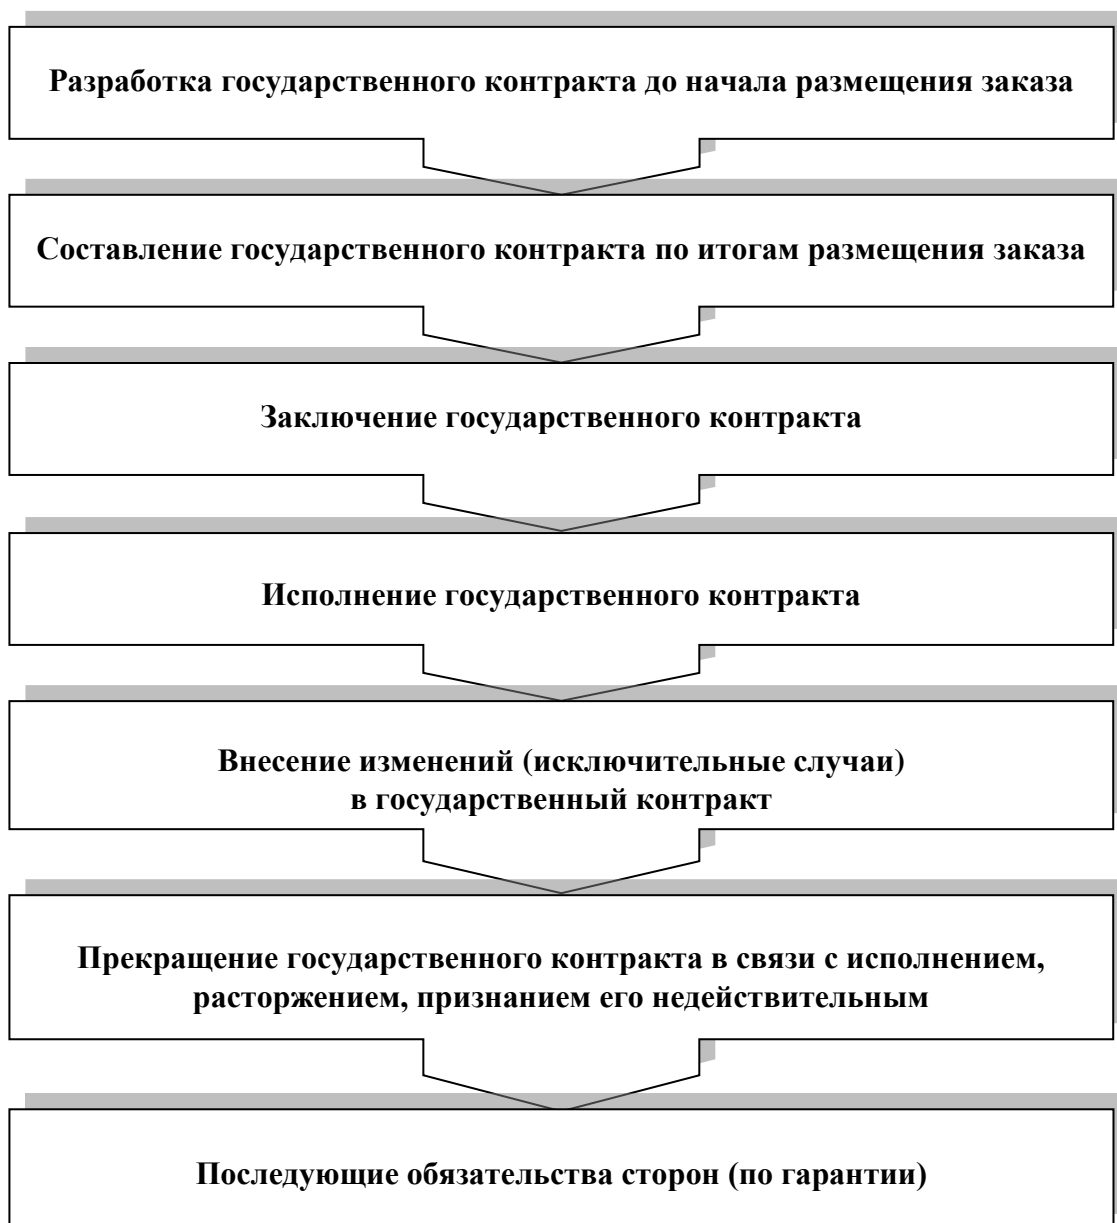 Разработка государственного контракта до начала размещения заказа
Составление государственного контракта по итогам размещения заказа
Заключение государственного контракта
Исполнение государственного контракта
Внесение изменений (исключительные случаи)
в государственный контракт
Прекращение государственного контракта в связи с исполнением,
расторжением, признанием его недействительным
Последующие обязательства сторон (по гарантии)